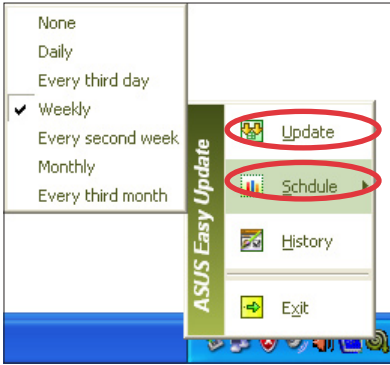 None
Daily
Every third day
Weekly
Every second week
Monthly
Every third month
ASUS Easy Update
Update
Schdule
History
Exit